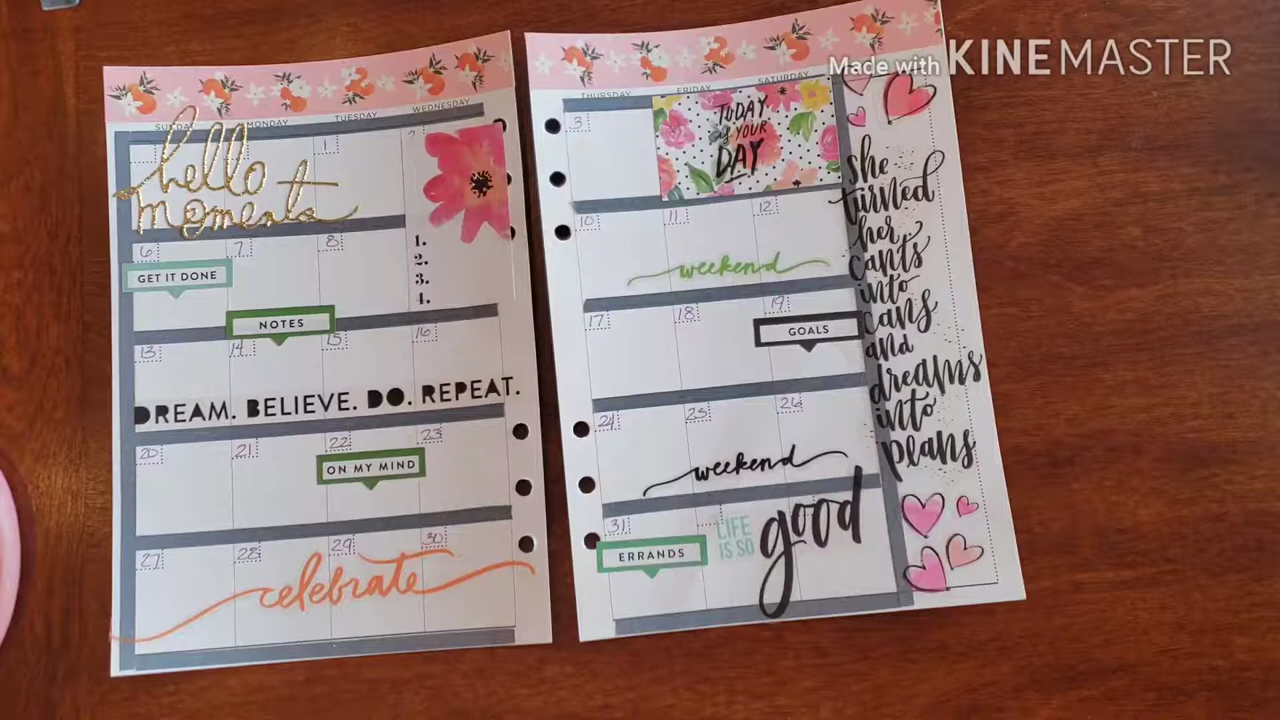 Made with KINEMASTER
SUNDAY MONDAY TUESDAY WEDNESDAY
hello
moments
1
2
6 7 8
GET IT DONE
1.
2.
3.
4.
NOTES
13 14 15 16
DREAM. BELIEVE. DO. REPEAT.
20 21 22 23
ON MY MIND
27 28 29 30
celebrate
THURSDAY FRIDAY SATURDAY
3
TODAY
is YOUR
DAY
10 11 12
weekend
17 18 19
GOALS
24 25 26
weekend
31
ERRANDS
LIFE
IS SO
good
she
turned
her
cants
into
cans
and
dreams
into
plans